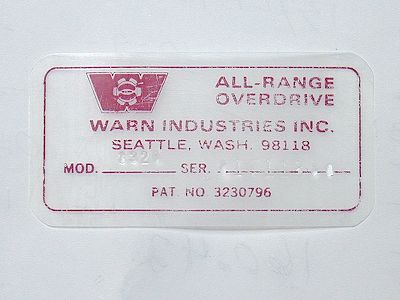 ALL-RANGE
OVERDRIVE
WARN INDUSTRIES INC.
SEATTLE, WASH. 98118
MOD. SER.
PAT. NO. 3230796